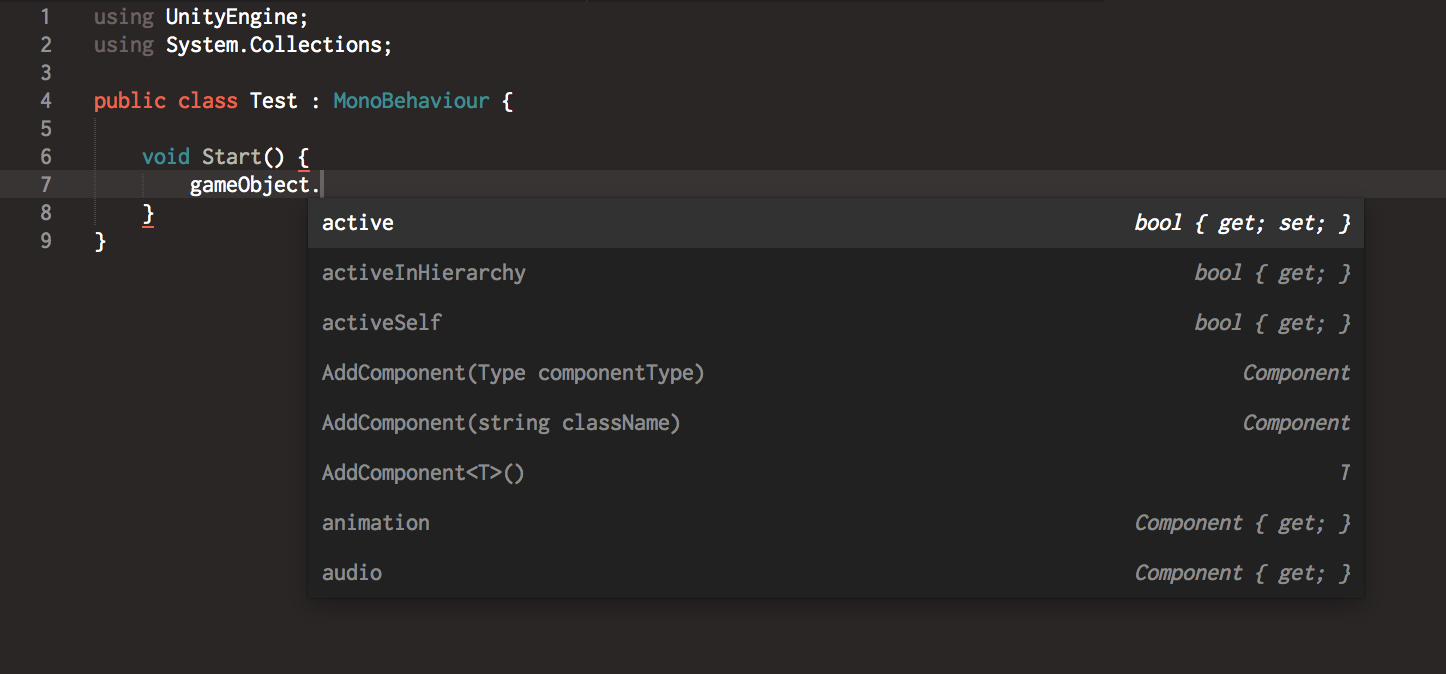 1 using UnityEngine;
2 using System.Collections;
3
4 public class Test : MonoBehaviour {
5
6 void Start() {
7 gameObject.
8 }
9 }
active bool { get; set; }
activeInHierarchy bool { get; }
activeSelf bool { get; }
AddComponent(Type componentType) Component
AddComponent(string className) Component
AddComponent<T>() T
animation Component { get; }
audio Component { get; }